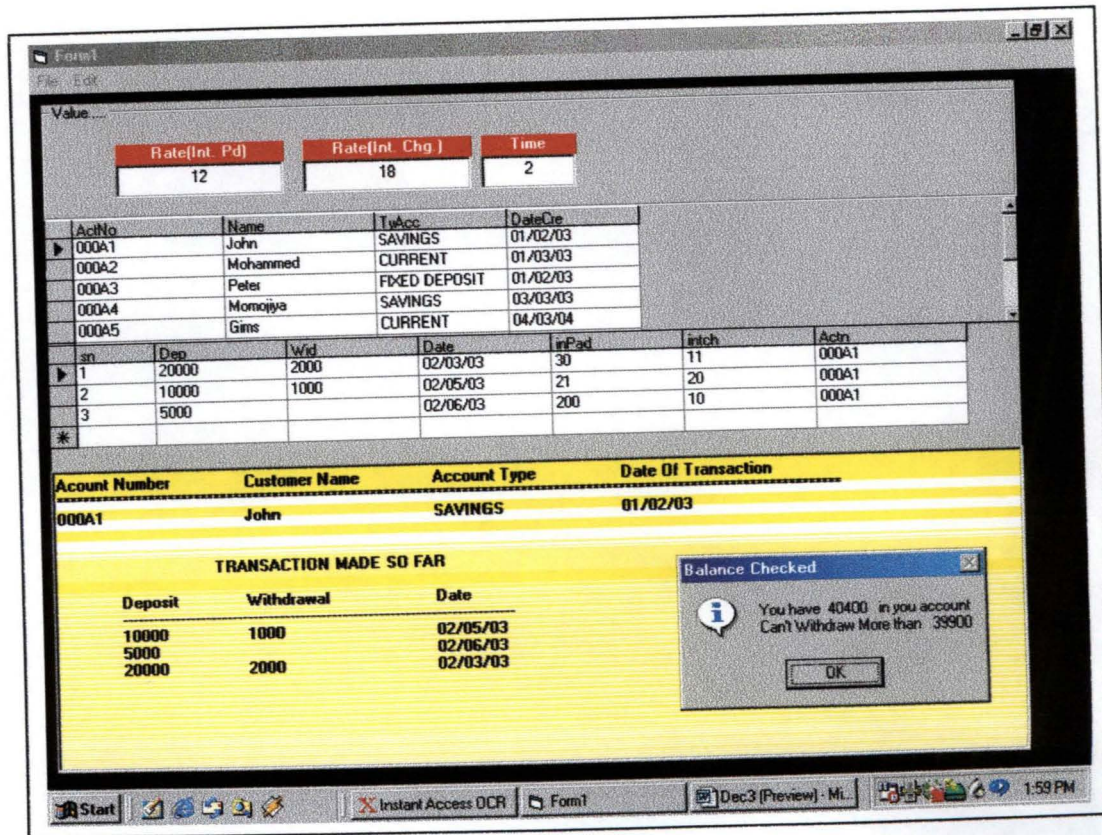 Form1
File Edit
Value.....
Rate(Int. Pd) Rate(Int. Chg.) Time
12 18 2
ActNo Name TyAcc DateCre
000A1 John SAVINGS 01/02/03
000A2 Mohammed CURRENT 01/03/03
000A3 Peter FIXED DEPOSIT 01/02/03
000A4 Momojiya SAVINGS 03/03/03
000A5 Gims CURRENT 04/03/04
sn Dep Wid Date inPad intch Actn
1 20000 2000 02/03/03 30 11 000A1
2 10000 1000 02/05/03 21 20 000A1
3 5000 02/06/03 200 10 000A1
Acount Number Customer Name Account Type Date Of Transaction
000A1 John SAVINGS 01/02/03
TRANSACTION MADE SO FAR
Deposit Withdrawal Date
10000 1000 02/05/03
5000 02/06/03
20000 2000 02/03/03
Balance Checked
You have 40400 in you account
Can't Withdraw More than 39900
OK
Start Instant Access OCR Form1 Dec3 (Preview) - Mi... 1:59 PM